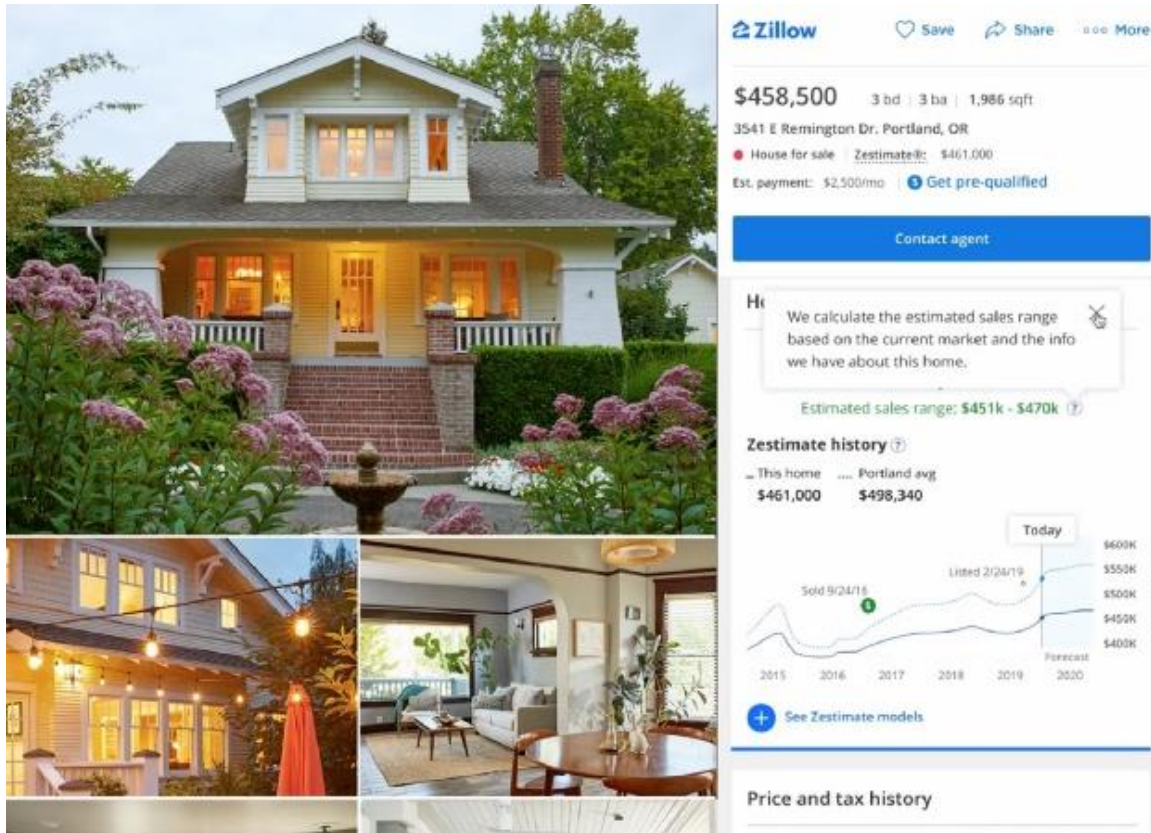 Zillow
Save
Share
More
$458,500 3 bd | 3 ba | 1,986 sqft
3541 E Remington Dr. Portland, OR
House for sale | Zestimate®: $461,000
Est. payment: $2,500/mo | $ Get pre-qualified
Contact agent
We calculate the estimated sales range
based on the current market and the info
we have about this home.
Estimated sales range: $451k - $470k ?
Zestimate history ?
This home
Portland avg
$461,000
$498,340
Today
$600K
$550K
$500K
$450K
$400K
Listed 2/24/19
Sold 9/24/16
Forecast
2015 2016 2017 2018 2019 2020
See Zestimate models
Price and tax history